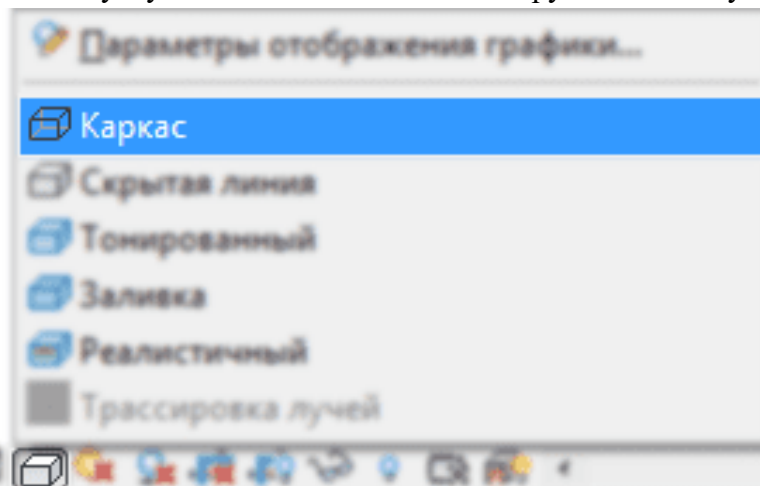 Параметры отображения графики...
Каркас
Скрытая линия
Тонированный
Заливка
Реалистичный
Трассировка лучей